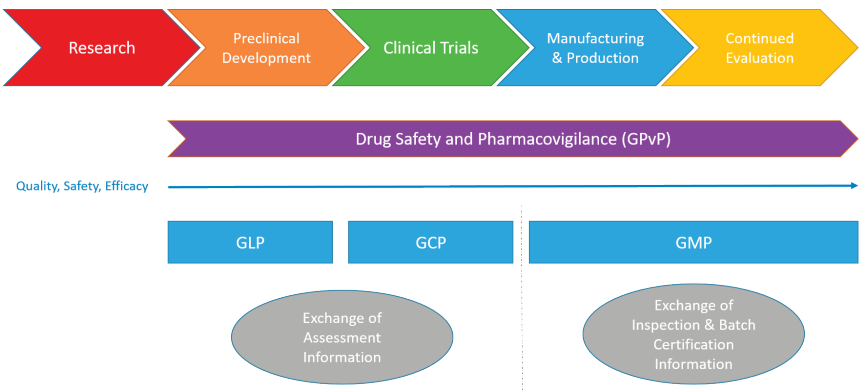 Research
Preclinical
Development
Clinical Trials
Manufacturing
& Production
Continued
Evaluation
Drug Safety and Pharmacovigilance (GPvP)
Quality, Safety, Efficacy
GLP
GCP
GMP
Exchange of
Assessment
Information
Exchange of
Inspection & Batch
Certification
Information